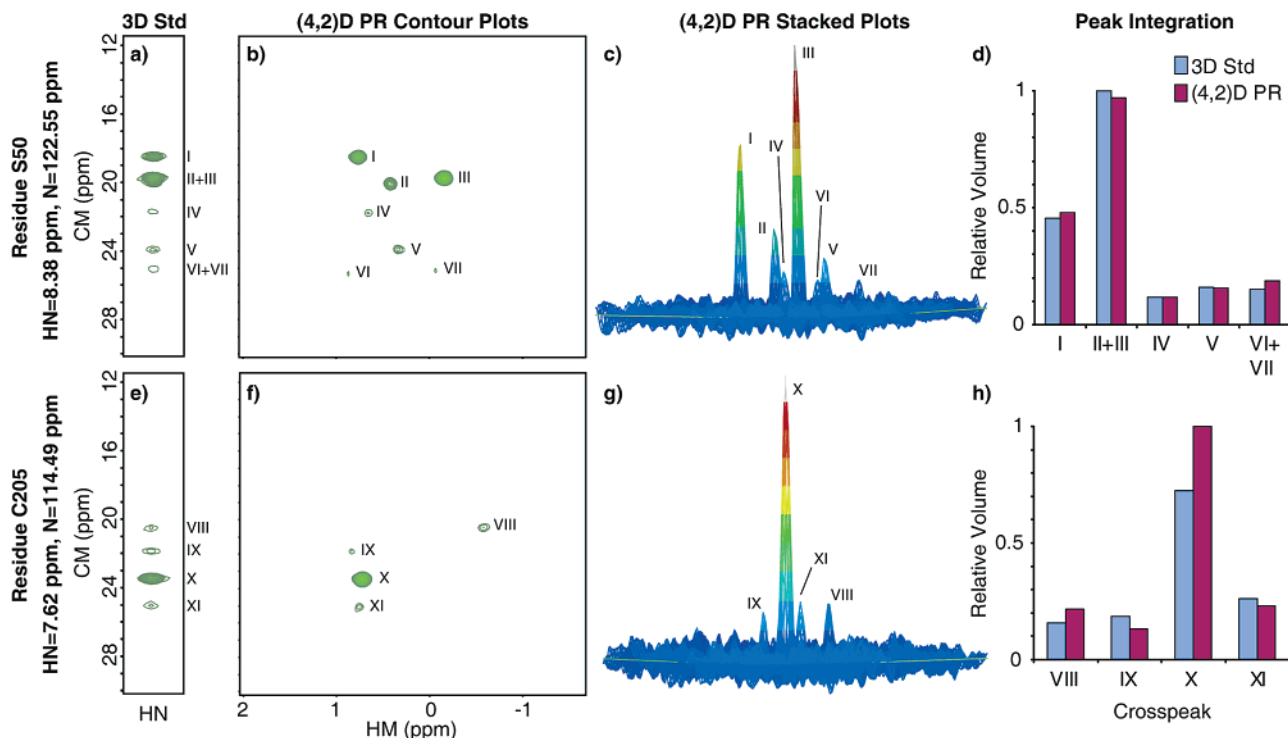 3D Std
(4,2)D PR Contour Plots
(4,2)D PR Stacked Plots
Peak Integration
Residue S50
HN=8.38 ppm, N=122.55 ppm
a)
12
16
20
24
28
CM (ppm)
I
II+III
IV
V
VI+VII
b)
I
II
III
IV
V
VI
VII
c)
I
II
IV
III
VI
V
VII
d)
3D Std
(4,2)D PR
Relative Volume
1
0.5
0
I
II+III
IV
V
VI+
VII
Residue C205
HN=7.62 ppm, N=114.49 ppm
e)
12
16
20
24
28
CM (ppm)
VIII
IX
X
XI
HN
f)
VIII
IX
X
XI
2
1
0
-1
HM (ppm)
g)
X
IX
XI
VIII
h)
Relative Volume
1
0.5
0
VIII
IX
X
XI
Crosspeak